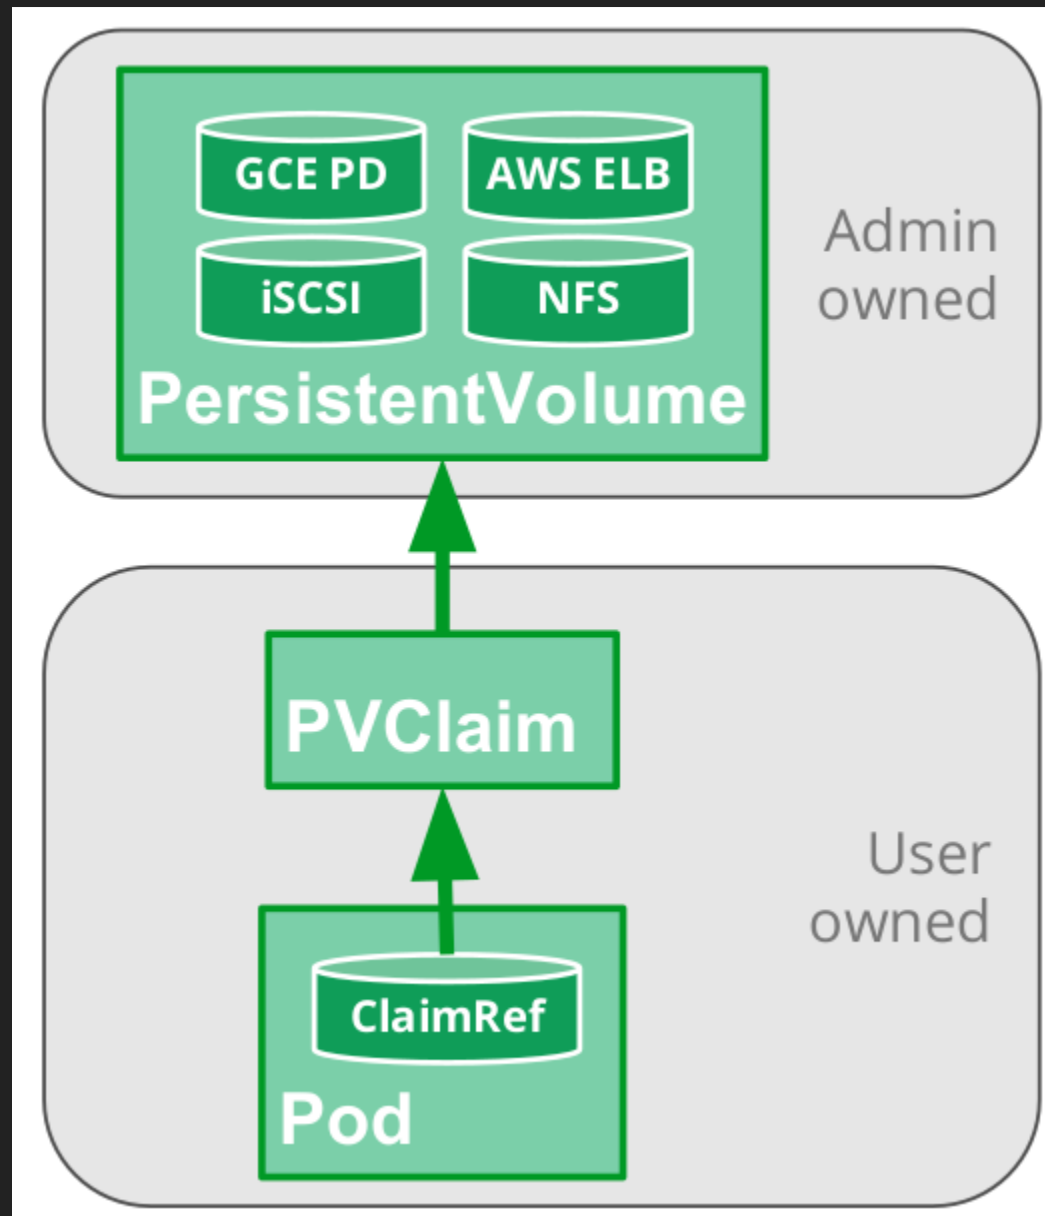 GCE PD
AWS ELB
iSCSI
NFS
PersistentVolume
Admin
owned
PVClaim
User
owned
ClaimRef
Pod